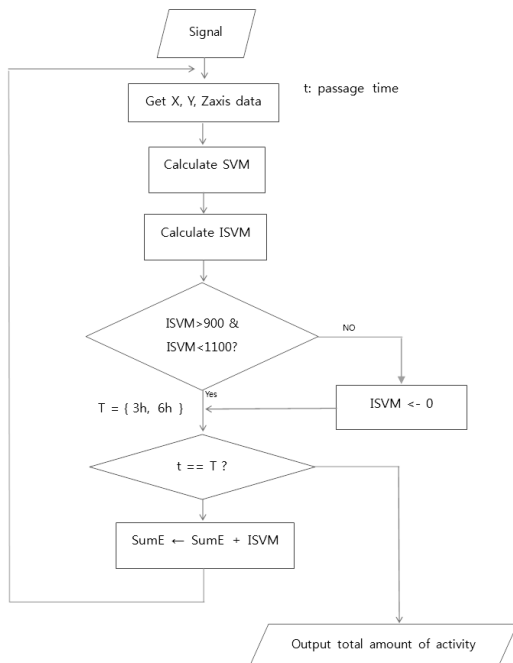 Signal
t: passage time
Get X, Y, Zaxis data
Calculate SVM
Calculate ISVM
ISVM>900 &
ISVM<1100?
NO
Yes
ISVM <- 0
T = { 3h, 6h }
t == T ?
SumE ← SumE + ISVM
Output total amount of activity